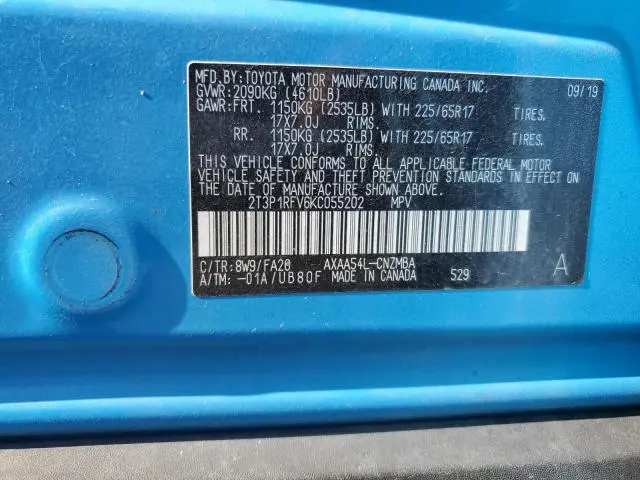 MFD.BY:TOYOTA MOTOR MANUFACTURING CANADA INC.
GVWR:2090KG (4610LB) 09/19
GAWR:FRT. 1150KG (2535LB) WITH 225/65R17 TIRES.
17X7.0J RIMS.
RR. 1150KG (2535LB) WITH 225/65R17 TIRES.
17X7.0J RIMS.
THIS VEHICLE CONFORMS TO ALL APPLICABLE FEDERAL MOTOR
VEHICLE SAFETY AND THEFT PREVENTION STANDARDS IN EFFECT ON THE DATE
OF MANUFACTURE SHOWN ABOVE.
2T3P1RFV6KC055202 MPV
C/TR:8W9/FA20 AXAA54L-CNZMBA A
A/TM: -01A/UB80F MADE IN CANADA 529